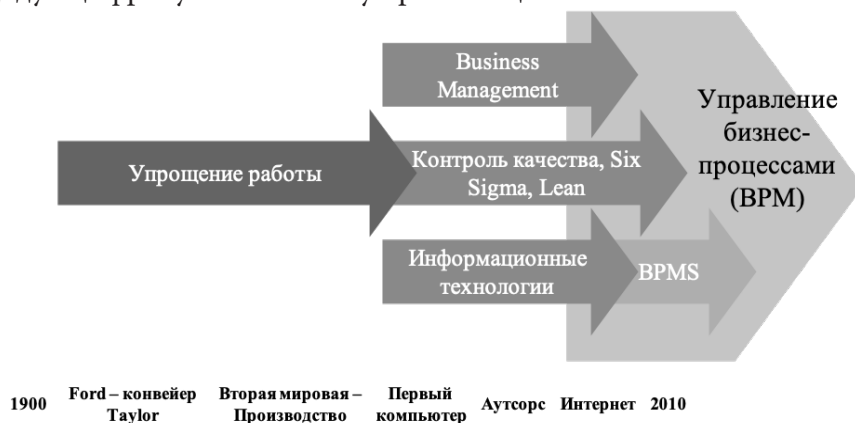 Business
Management
Управление
бизнес-
процессами
(BPM)
Упрощение работы
Контроль качества, Six
Sigma, Lean
Информационные
технологии
BPMS
1900
Ford – конвейер
Taylor
Вторая мировая –
Производство
Первый
компьютер
Аутсорс
Интернет
2010